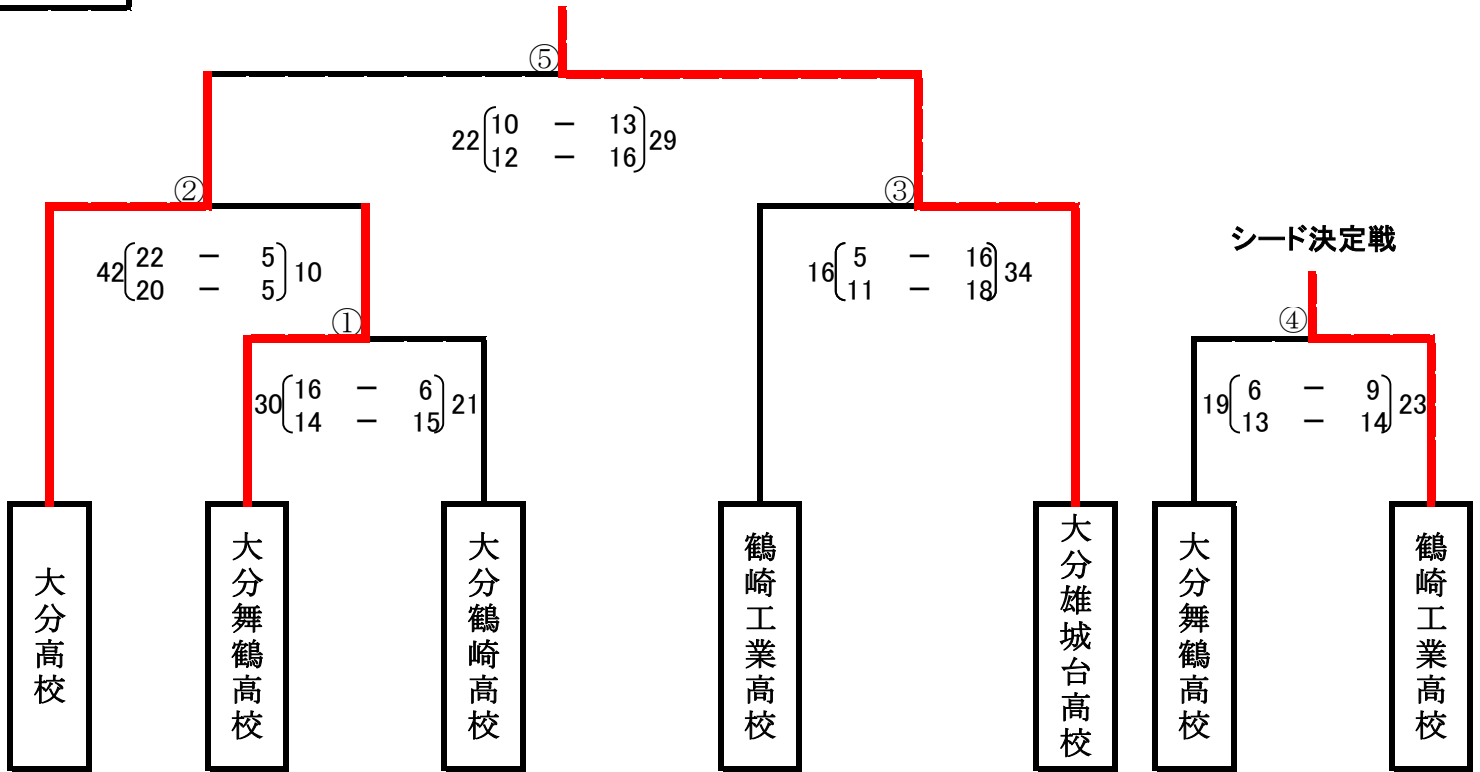 ⑤
22 10 － 13 29
12 － 16
②
③
シード決定戦
42 22 － 5 10
20 － 5
16 5 － 16 34
11 － 18
①
④
30 16 － 6 21
14 － 15
19 6 － 9 23
13 － 14
大分高校
大分舞鶴高校
大分鶴崎高校
鶴崎工業高校
大分雄城台高校
大分舞鶴高校
鶴崎工業高校